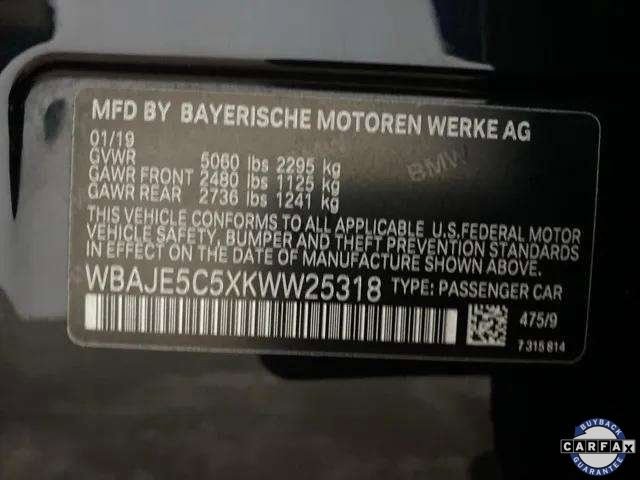 MFD BY BAYERISCHE MOTOREN WERKE AG
01/19
GVWR 5060 lbs 2295 kg
GAWR FRONT 2480 lbs 1125 kg
GAWR REAR 2736 lbs 1241 kg
BMW
THIS VEHICLE CONFORMS TO ALL APPLICABLE U.S.FEDERAL MOTOR
VEHICLE SAFETY, BUMPER AND THEFT PREVENTION STANDARDS
IN EFFECT ON THE DATE OF MANUFACTURE SHOWN ABOVE.
WBAJE5C5XKWW25318 TYPE: PASSENGER CAR
475/9
7 315 814
BUYBACK
CARFAX
GUARANTEE